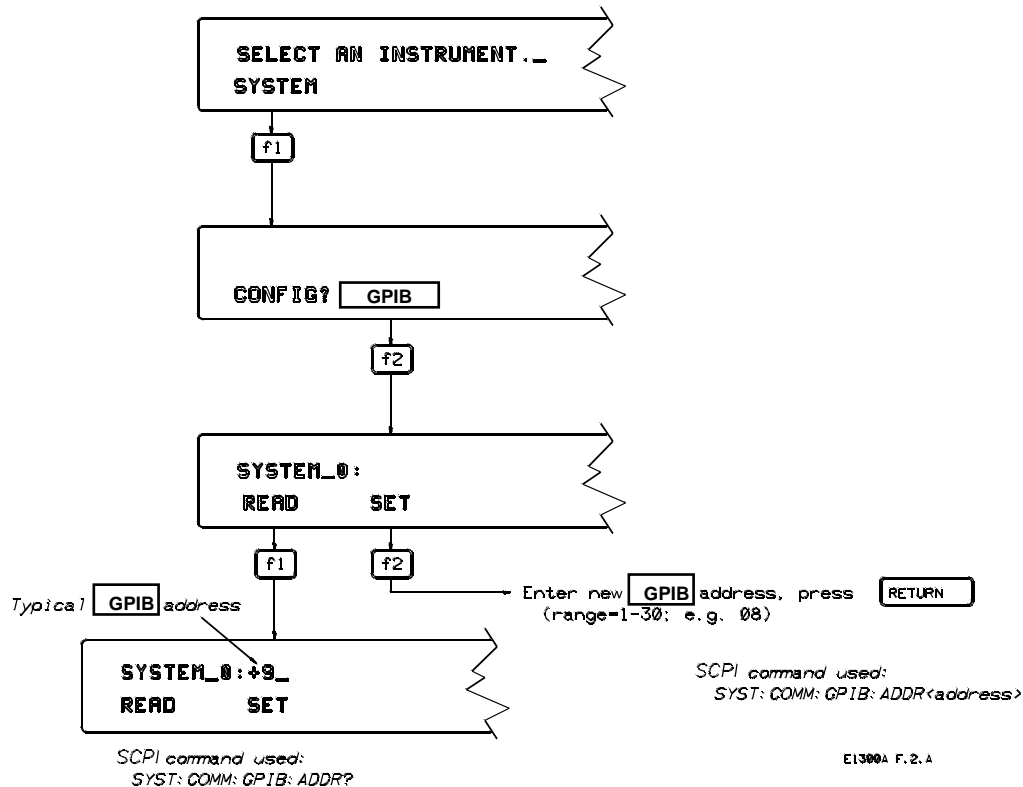 SELECT AN INSTRUMENT._
SYSTEM
f1
CONFIG? GPIB
f2
SYSTEM_0:
READ SET
f1 f2
Enter new GPIB address, press RETURN
(range=1-30; e.g. 08)
Typical GPIB address
SYSTEM_0:+9_
READ SET
SCPI command used:
SYST:COMM:GPIB:ADDR<address>
SCPI command used:
SYST:COMM:GPIB:ADDR?
E1300A F.2.A